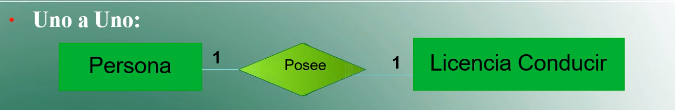 • Uno a Uno:
Persona 1 Posee 1 Licencia Conducir